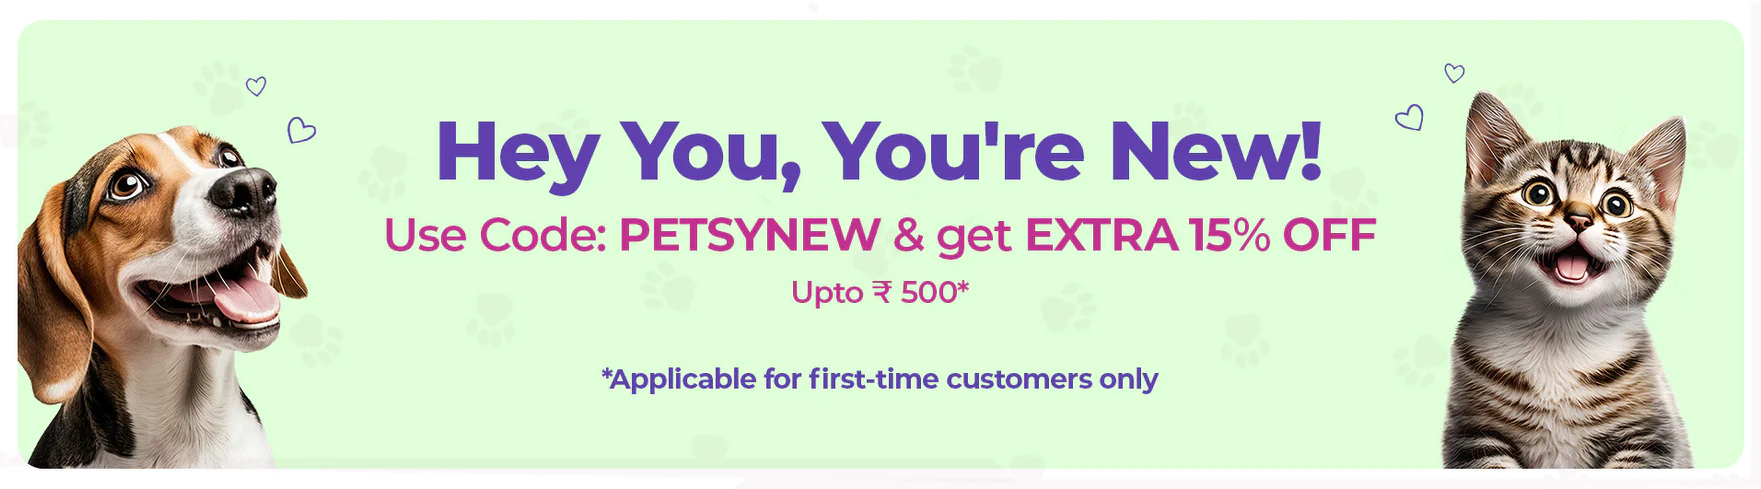 Hey You, You're New!
Use Code: PETSYNEW & get EXTRA 15% OFF
Upto ₹ 500*
*Applicable for first-time customers only